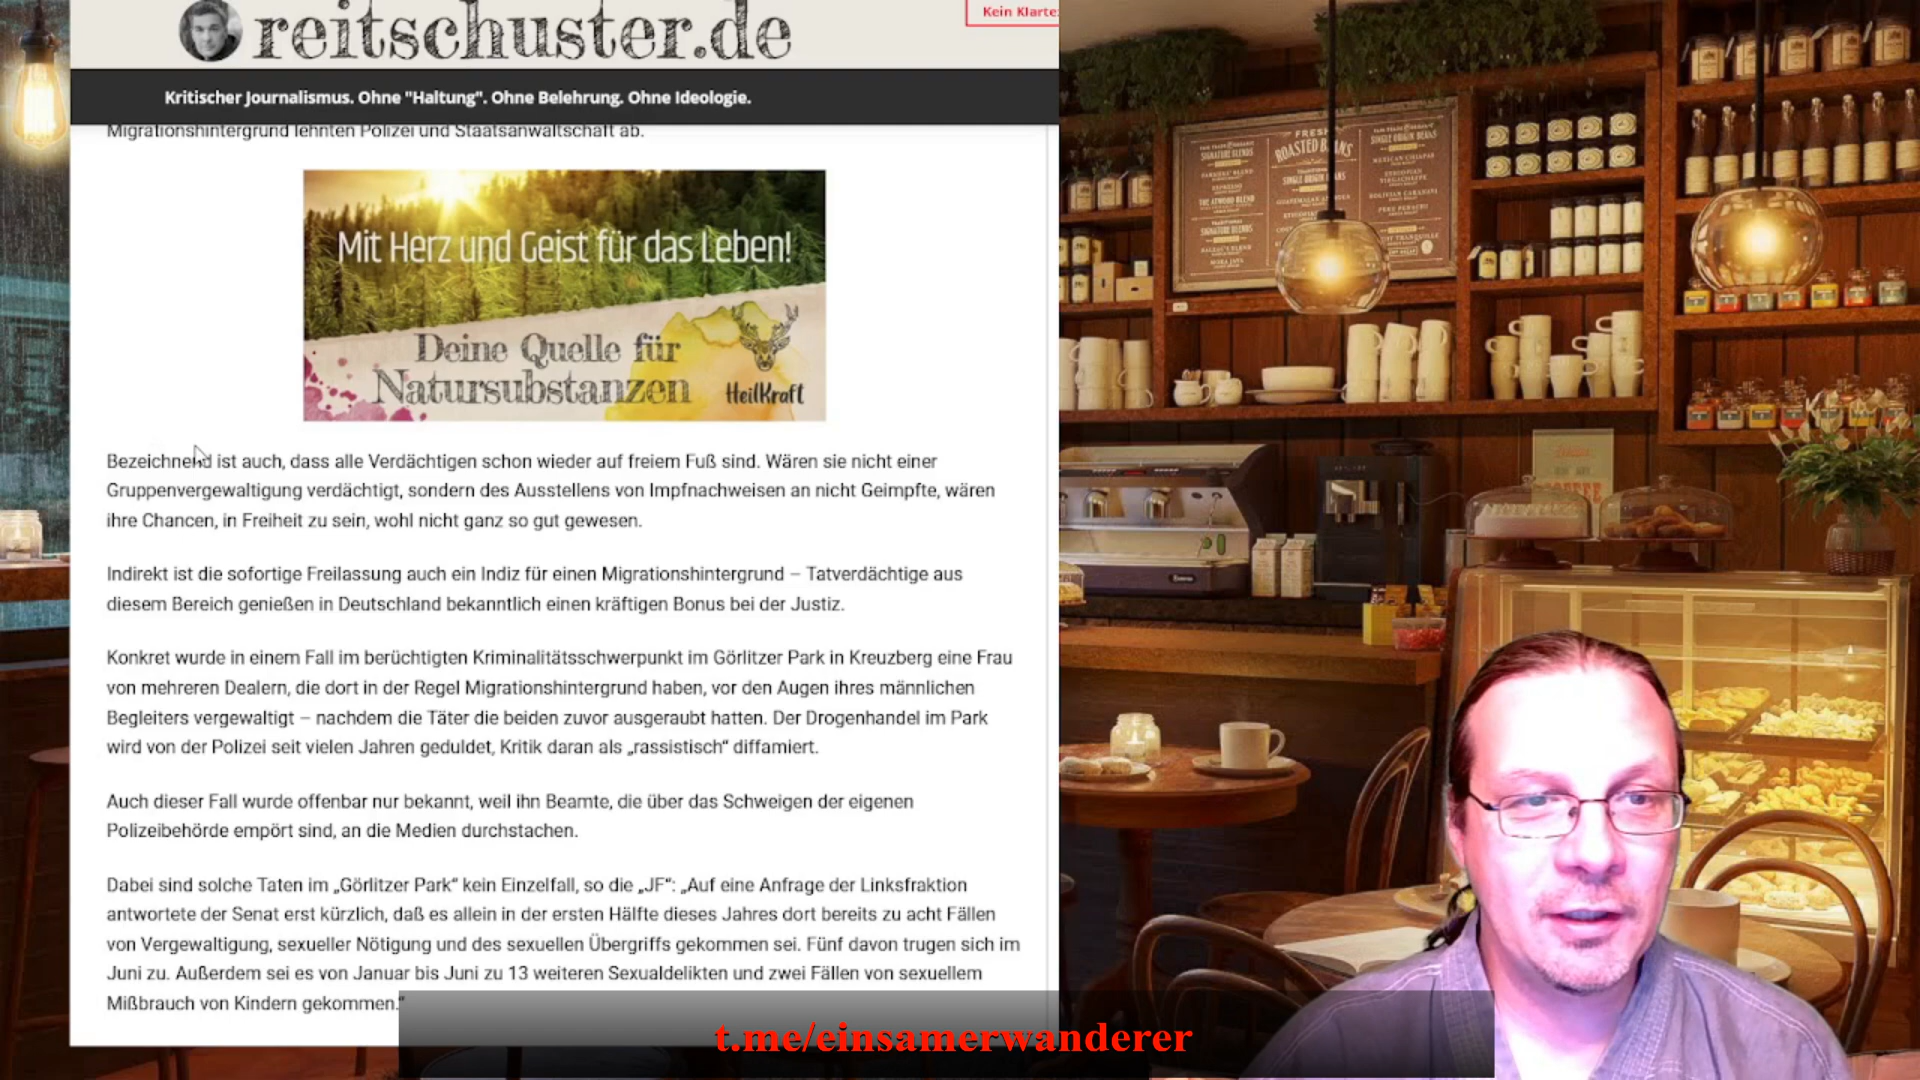 reitschuster.de
Kein Klarte
Kritischer Journalismus. Ohne "Haltung". Ohne Belehrung. Ohne Ideologie.
Migrationshintergrund lehnten Polizei und Staatsanwaltschaft ab.
Mit Herz und Geist für das Leben!
Deine Quelle für
Natursubstanzen
HeilKraft
Bezeichnend ist auch, dass alle Verdächtigen schon wieder auf freiem Fuß sind. Wären sie nicht einer
Gruppenvergewaltigung verdächtigt, sondern des Ausstellens von Impfnachweisen an nicht Geimpfte, wären
ihre Chancen, in Freiheit zu sein, wohl nicht ganz so gut gewesen.
Indirekt ist die sofortige Freilassung auch ein Indiz für einen Migrationshintergrund – Tatverdächtige aus
diesem Bereich genießen in Deutschland bekanntlich einen kräftigen Bonus bei der Justiz.
Konkret wurde in einem Fall im berüchtigten Kriminalitätsschwerpunkt im Görlitzer Park in Kreuzberg eine Frau
von mehreren Dealern, die dort in der Regel Migrationshintergrund haben, vor den Augen ihres männlichen
Begleiters vergewaltigt – nachdem die Täter die beiden zuvor ausgeraubt hatten. Der Drogenhandel im Park
wird von der Polizei seit vielen Jahren geduldet, Kritik daran als „rassistisch“ diffamiert.
Auch dieser Fall wurde offenbar nur bekannt, weil ihn Beamte, die über das Schweigen der eigenen
Polizeibehörde empört sind, an die Medien durchstachen.
Dabei sind solche Taten im „Görlitzer Park“ kein Einzelfall, so die „JF“: „Auf eine Anfrage der Linksfraktion
antwortete der Senat erst kürzlich, daß es allein in der ersten Hälfte dieses Jahres dort bereits zu acht Fällen
von Vergewaltigung, sexueller Nötigung und des sexuellen Übergriffs gekommen sei. Fünf davon trugen sich im
Juni zu. Außerdem sei es von Januar bis Juni zu 13 weiteren Sexualdelikten und zwei Fällen von sexuellem
Mißbrauch von Kindern gekommen.“
FRESH
ROASTED BEANS
SIGNATURE BLENDS
ESPRESSO
SINGLE ORIGIN BEANS
t.me/einsamerwanderer